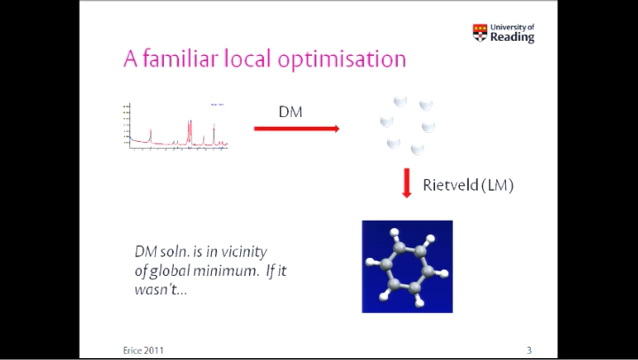 University of
Reading
A familiar local optimisation
DM
Rietveld (LM)
DM soln. is in vicinity
of global minimum. If it
wasn't...
Erice 2011
3